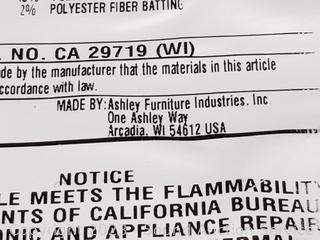 2% POLYESTER FIBER BATTING
. NO. CA 29719 (WI)
de by the manufacturer that the materials in this article
ccordance with law.
MADE BY: Ashley Furniture Industries, Inc
One Ashley Way
Arcadia, WI 54612 USA
NOTICE
LE MEETS THE FLAMMABILITY
NTS OF CALIFORNIA BUREAU
ONIC AND APPLIANCE REPAIR